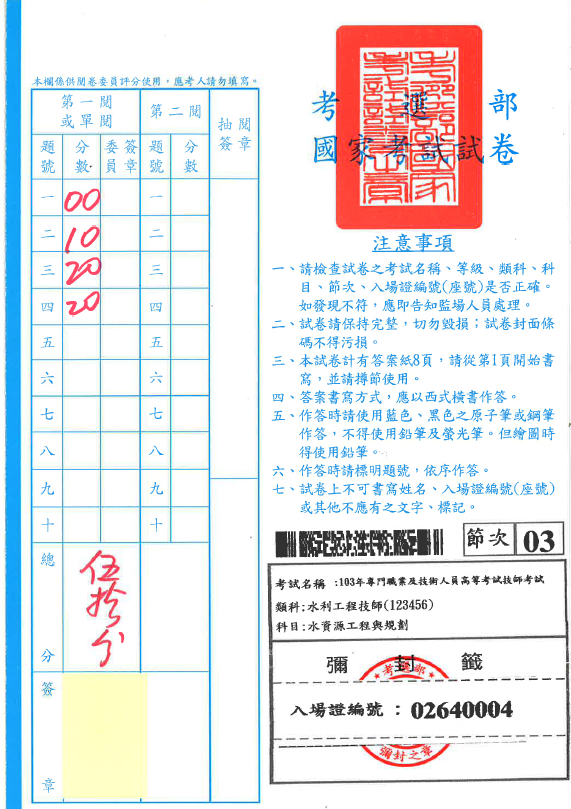 本欄係供閱卷委員評分使用，應考人請勿填寫。
第一閱
或單閱
第二閱
抽閱
簽章
題號
分數
委員
簽章
題號
分數
一 00 一
二 10 二
三 20 三
四 20 四
五 五
六 六
七 七
八 八
九 九
十 十
總分
伍拾分
簽章
考選部
國家考試試卷
注意事項
一、請檢查試卷之考試名稱、等級、類科、科
目、節次、入場證編號(座號)是否正確。
如發現不符，應即告知監場人員處理。
二、試卷請保持完整，切勿毀損；試卷封面條
碼不得污損。
三、本試卷計有答案紙8頁，請從第1頁開始書
寫，並請撙節使用。
四、答案書寫方式，應以西式橫書作答。
五、作答時請使用藍色、黑色之原子筆或鋼筆
作答，不得使用鉛筆及螢光筆。但繪圖時
得使用鉛筆。
六、作答時請標明題號，依序作答。
七、試卷上不可書寫姓名、入場證編號(座號)
或其他不應有之文字、標記。
節次 03
考試名稱 :103年專門職業及技術人員高等考試技師考試
類科:水利工程技師(123456)
科目:水資源工程與規劃
彌封籤
考選部
入場證編號 : 02640004
彌封之章